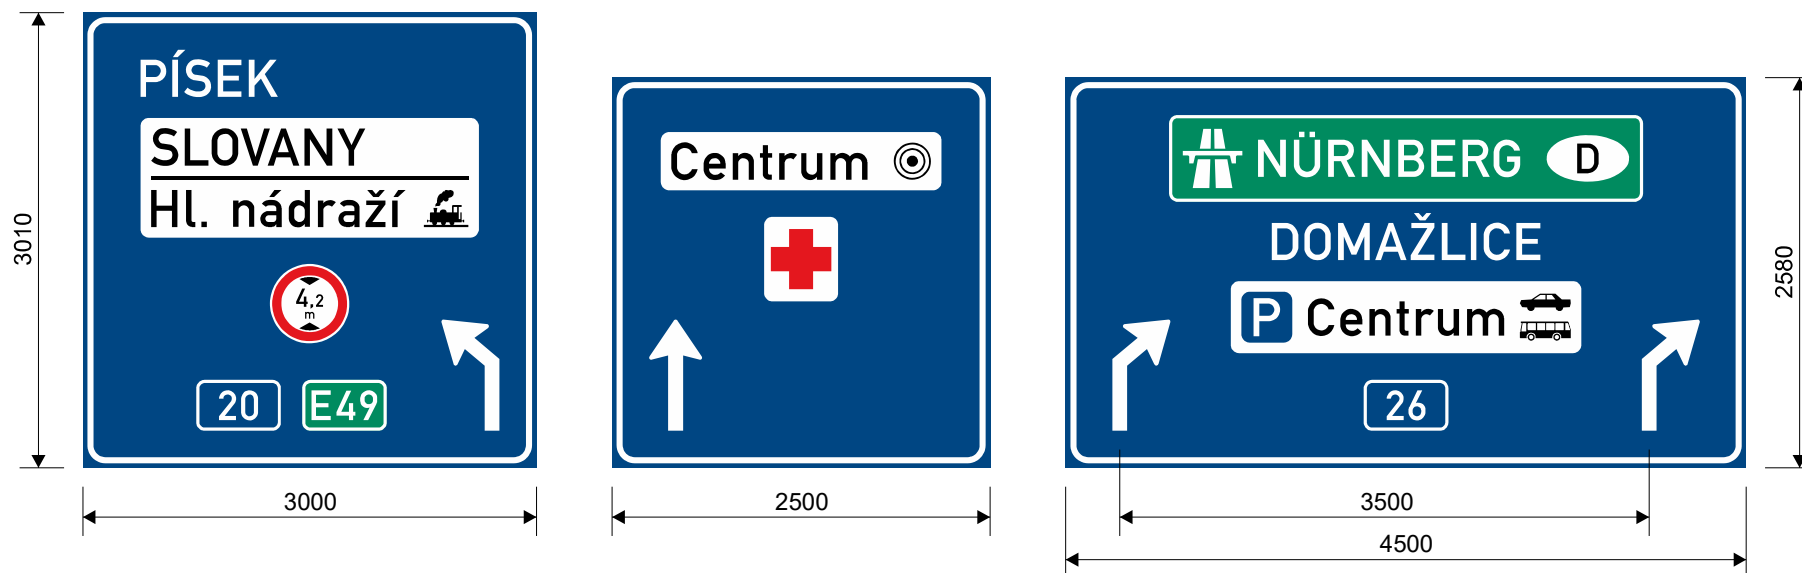 PÍSEK
SLOVANY
Hl. nádraží
4,2
m
20 E49
3010
3000
Centrum
2500
NÜRNBERG D
DOMAŽLICE
P Centrum
26
2580
3500
4500